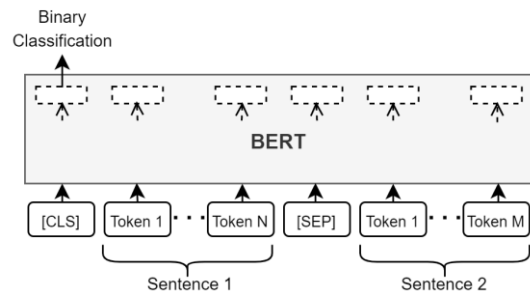 Binary
Classification
BERT
[CLS] Token 1 . . . Token N [SEP] Token 1 . . . Token M
Sentence 1 Sentence 2